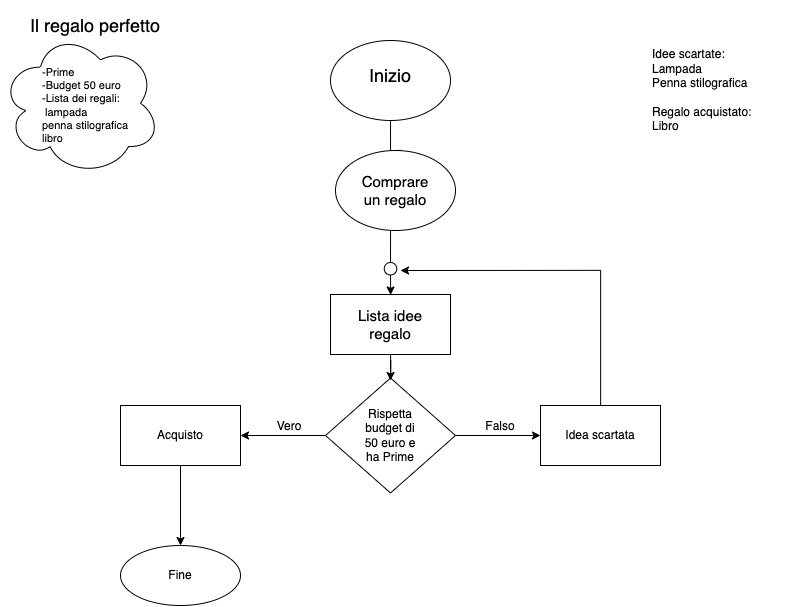 Il regalo perfetto
-Prime
-Budget 50 euro
-Lista dei regali:
lampada
penna stilografica
libro
Inizio
Idee scartate:
Lampada
Penna stilografica
Regalo acquistato:
Libro
Comprare
un regalo
Lista idee
regalo
Rispetta
budget di
50 euro e
ha Prime
Vero
Falso
Acquisto
Idea scartata
Fine